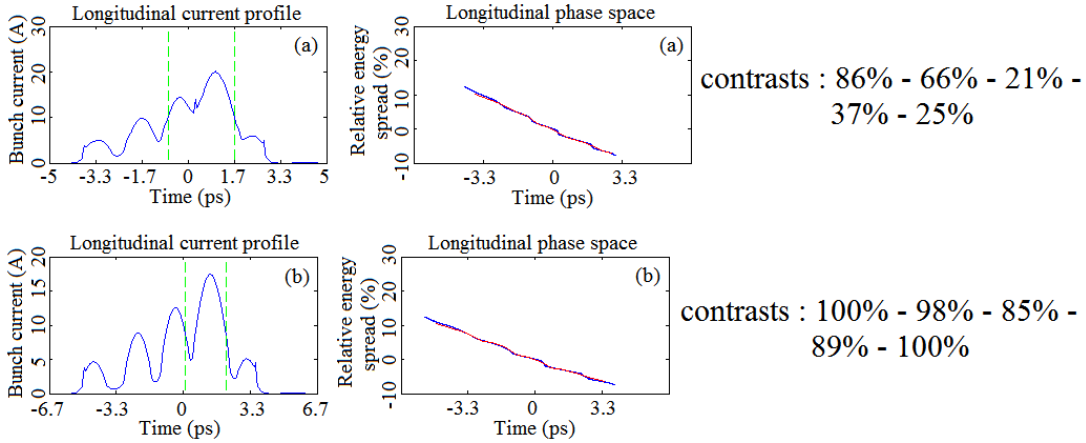 Longitudinal current profile
Bunch current (A)
30
20
10
0
(a)
-5 -3.3 -1.7 0 1.7 3.3 5
Time (ps)
Longitudinal phase space
Relative energy
spread (%)
30
20
10
0
-10
(a)
-3.3 0 3.3
Time (ps)
contrasts : 86% - 66% - 21% -
37% - 25%
Longitudinal current profile
Bunch current (A)
20
15
10
5
0
(b)
-6.7 -3.3 0 3.3 6.7
Time (ps)
Longitudinal phase space
Relative energy
spread (%)
30
20
10
0
-10
(b)
-3.3 0 3.3
Time (ps)
contrasts : 100% - 98% - 85% -
89% - 100%